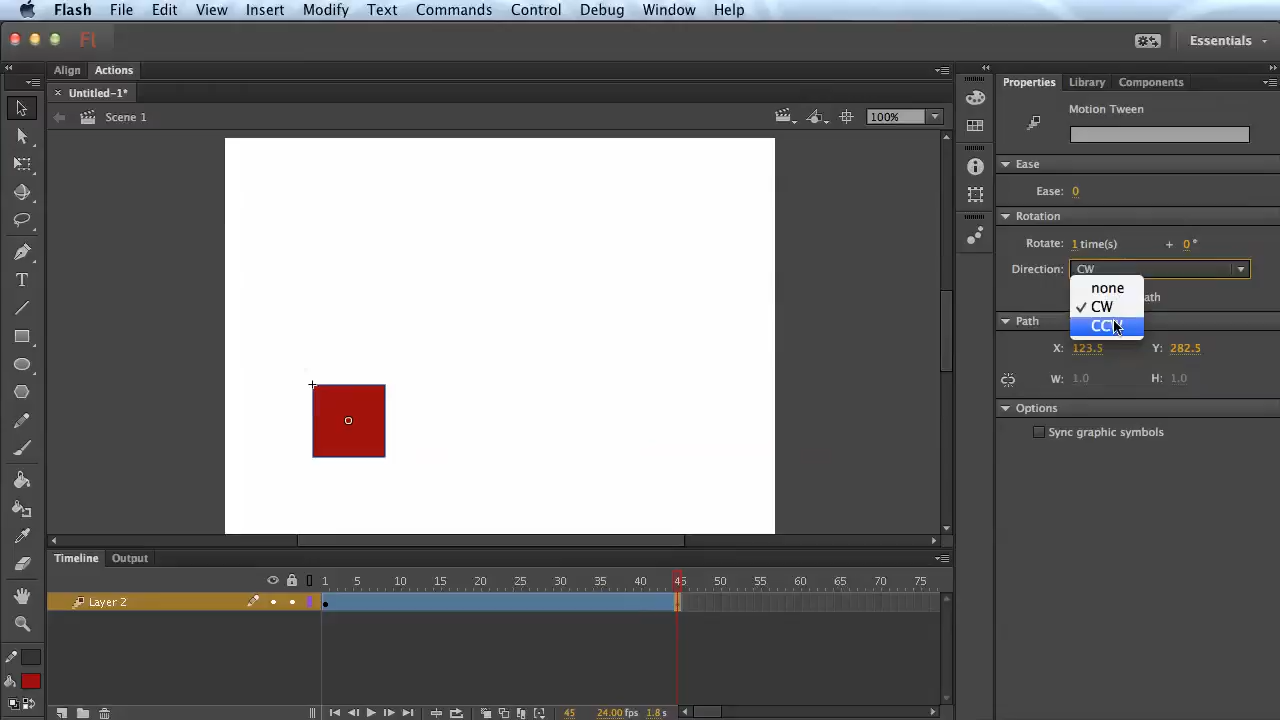 Flash File Edit View Insert Modify Text Commands Control Debug Window Help
Fl Essentials
Align Actions
Properties Library Components
× Untitled-1*
Motion Tween
Scene 1 100%
Ease
Ease: 0
Rotation
Rotate: 1 time(s) + 0 °
Direction: CW
none
✓ CW
ath
CCW
Path
X: 123.5 Y: 282.5
W: 1.0 H: 1.0
Options
Sync graphic symbols
Timeline Output
1 5 10 15 20 25 30 35 40 45 50 55 60 65 70 75
Layer 2
45 24.00 fps 1.8 s